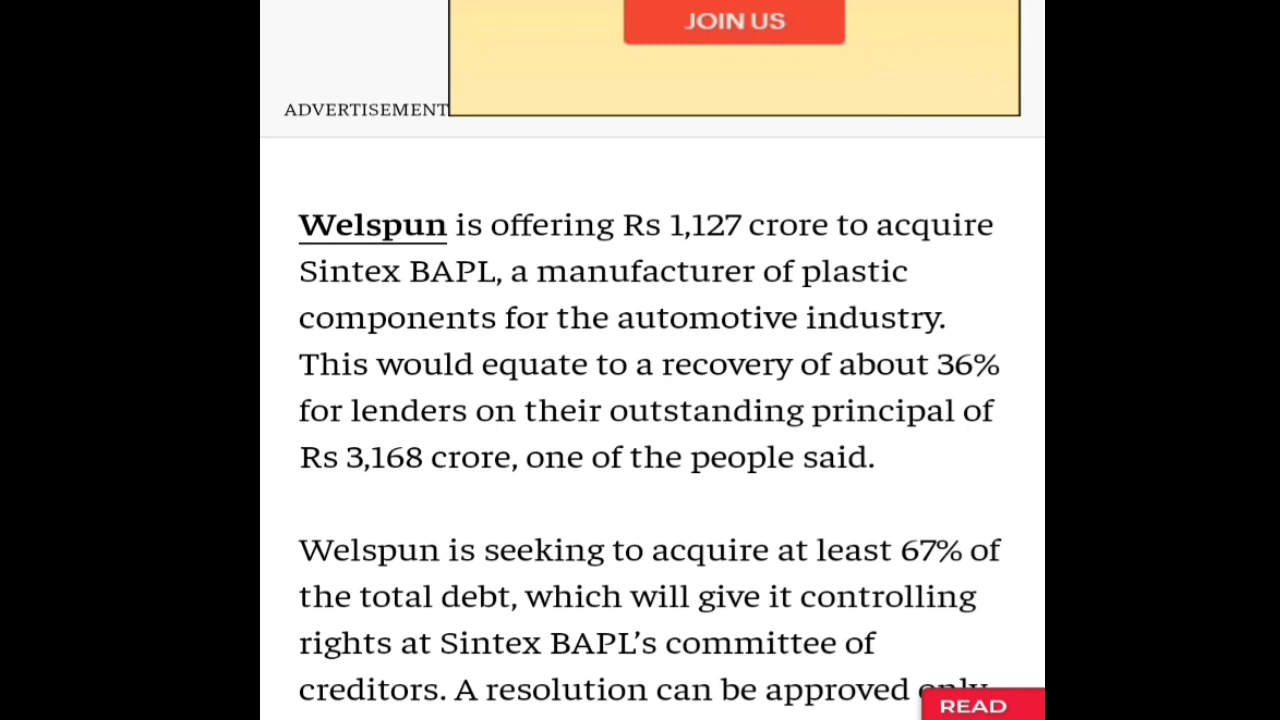 JOIN US
ADVERTISEMENT
Welspun is offering Rs 1,127 crore to acquire
Sintex BAPL, a manufacturer of plastic
components for the automotive industry.
This would equate to a recovery of about 36%
for lenders on their outstanding principal of
Rs 3,168 crore, one of the people said.
Welspun is seeking to acquire at least 67% of
the total debt, which will give it controlling
rights at Sintex BAPL’s committee of
creditors. A resolution can be approved only
READ